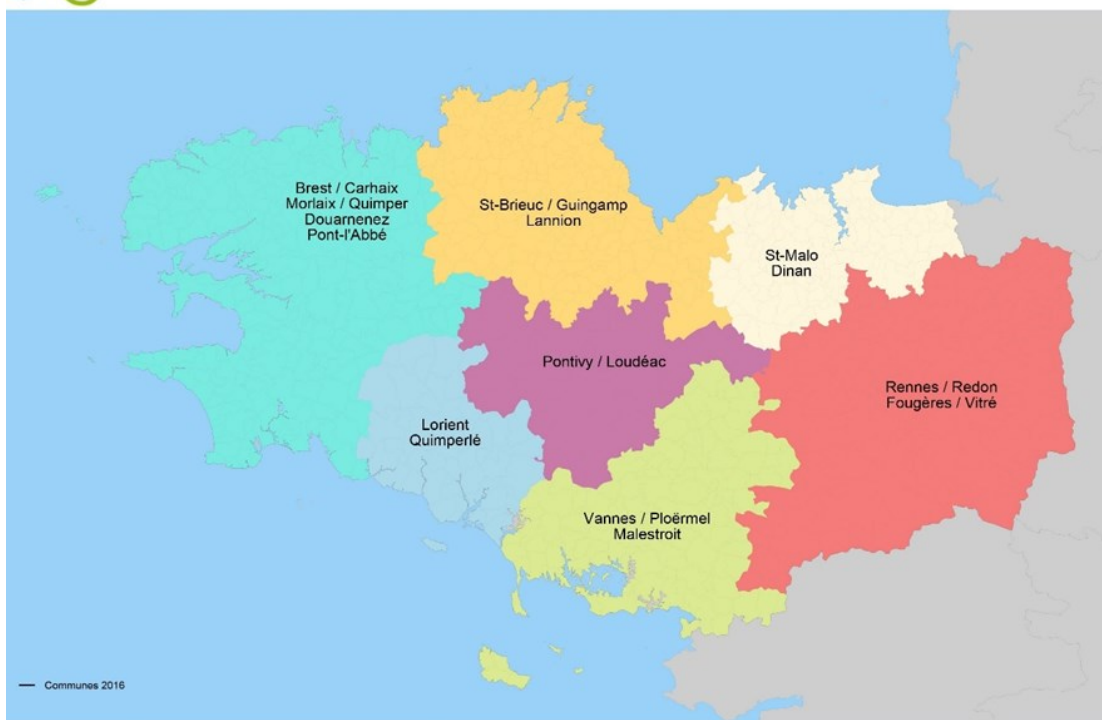 Brest / Carhaix
Morlaix / Quimper
Douarnenez
Pont-l'Abbé
St-Brieuc / Guingamp
Lannion
St-Malo
Dinan
Pontivy / Loudéac
Rennes / Redon
Fougères / Vitré
Lorient
Quimperlé
Vannes / Ploërmel
Malestroit
Communes 2016